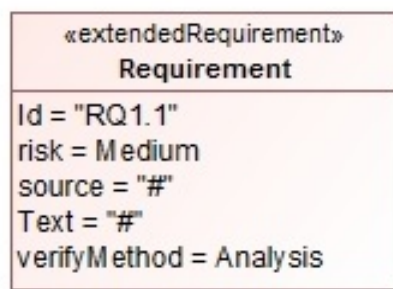 «extendedRequirement»
Requirement
Id = "RQ1.1"
risk = Medium
source = "#"
Text = "#"
verifyMethod = Analysis